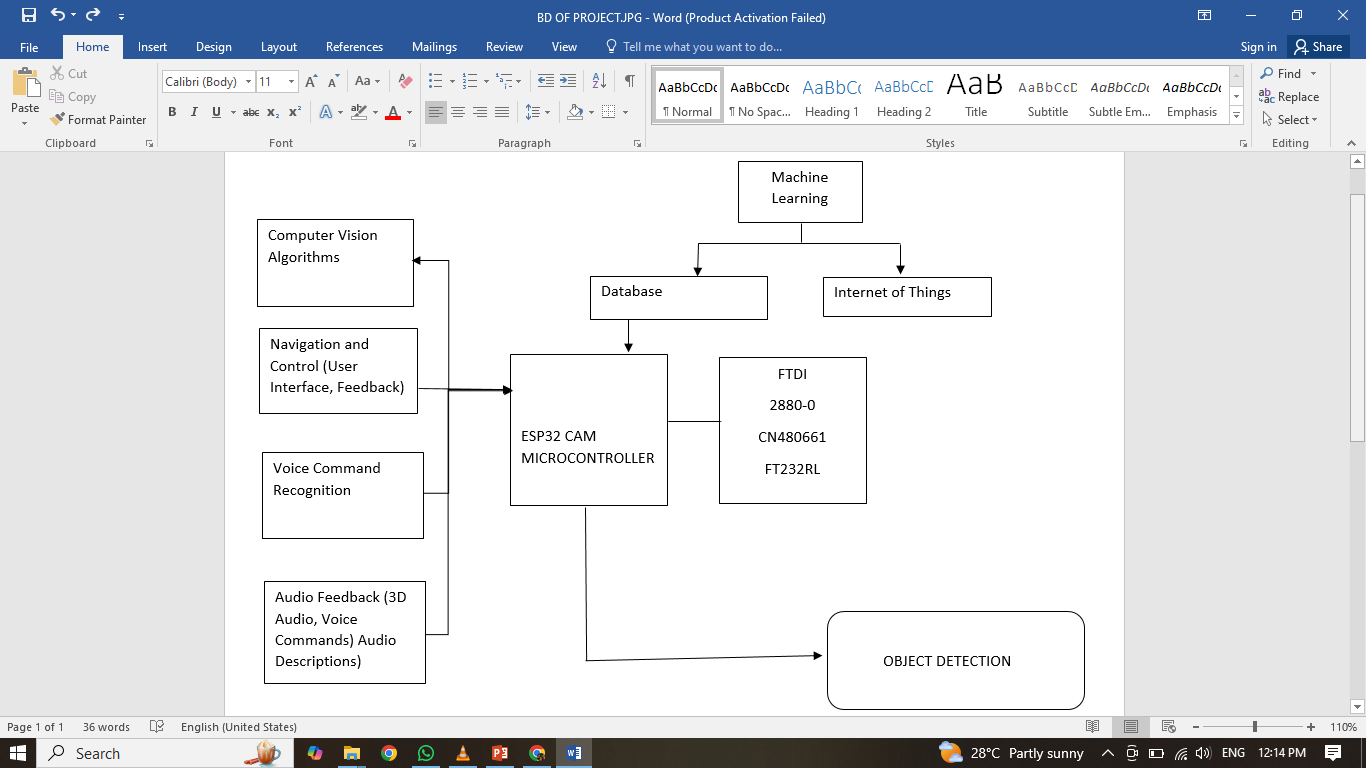 BD OF PROJECT.JPG - Word (Product Activation Failed)
File Home Insert Design Layout References Mailings Review View Tell me what you want to do... Sign in Share
Paste
Cut
Copy
Format Painter
Clipboard
Calibri (Body) 11
Aa
B I U abc x₂ x² A ab A
Font
Paragraph
AaBbCcDc AaBbCcDc AaBbCc AaBbCcD AaB AaBbCcD AaBbCcDc AaBbCcDc
¶ Normal ¶ No Spac... Heading 1 Heading 2 Title Subtitle Subtle Em... Emphasis
Styles
Find
Replace
Select
Editing
Machine
Learning
Computer Vision
Algorithms
Database
Internet of Things
Navigation and
Control (User
Interface, Feedback)
ESP32 CAM
MICROCONTROLLER
FTDI
2880-0
CN480661
FT232RL
Voice Command
Recognition
Audio Feedback (3D
Audio, Voice
Commands) Audio
Descriptions)
OBJECT DETECTION
Page 1 of 1 36 words English (United States) 110%
Search 28°C Partly sunny ENG 12:14 PM